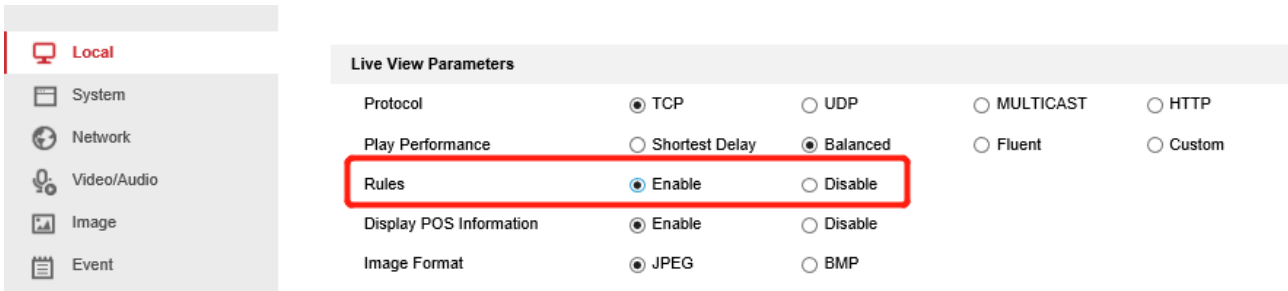 Local
System
Network
Video/Audio
Image
Event
Live View Parameters
Protocol TCP UDP MULTICAST HTTP
Play Performance Shortest Delay Balanced Fluent Custom
Rules Enable Disable
Display POS Information Enable Disable
Image Format JPEG BMP